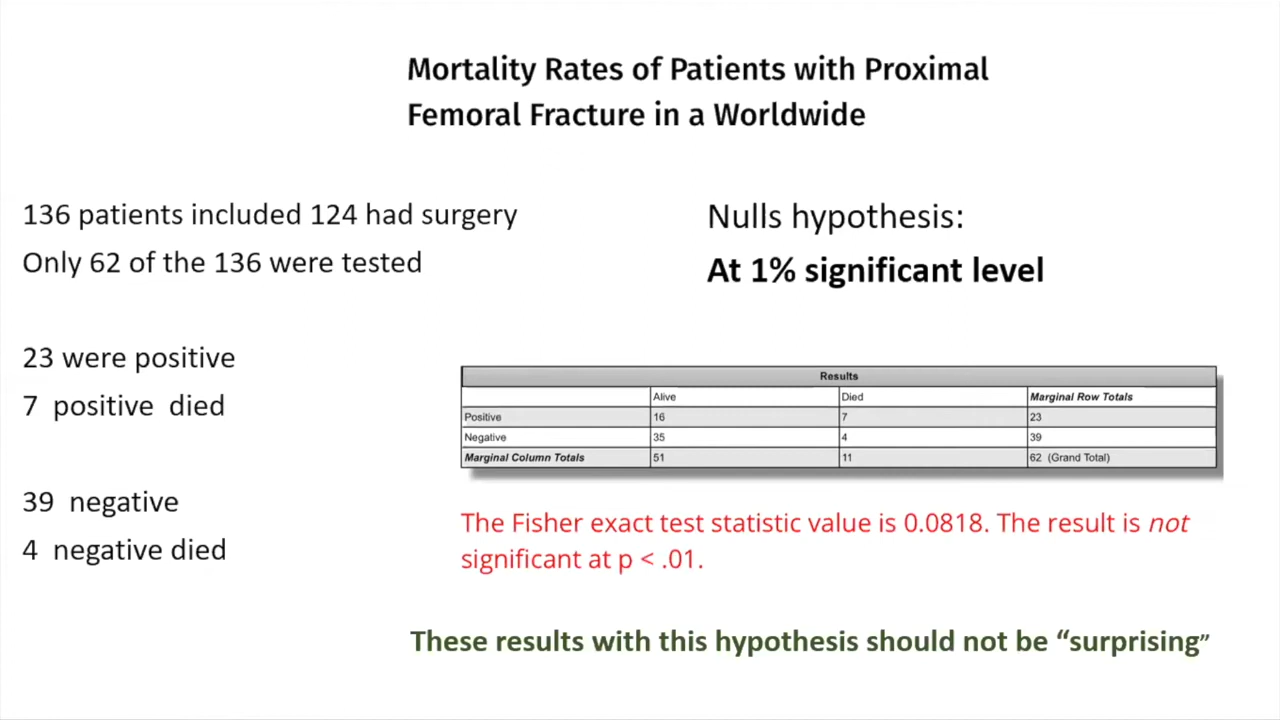 Mortality Rates of Patients with Proximal
Femoral Fracture in a Worldwide
136 patients included 124 had surgery
Only 62 of the 136 were tested
23 were positive
7 positive died
39 negative
4 negative died
Nulls hypothesis:
At 1% significant level
Results
Alive Died Marginal Row Totals
Positive 16 7 23
Negative 35 4 39
Marginal Column Totals 51 11 62 (Grand Total)
The Fisher exact test statistic value is 0.0818. The result is not
significant at p < .01.
These results with this hypothesis should not be “surprising”